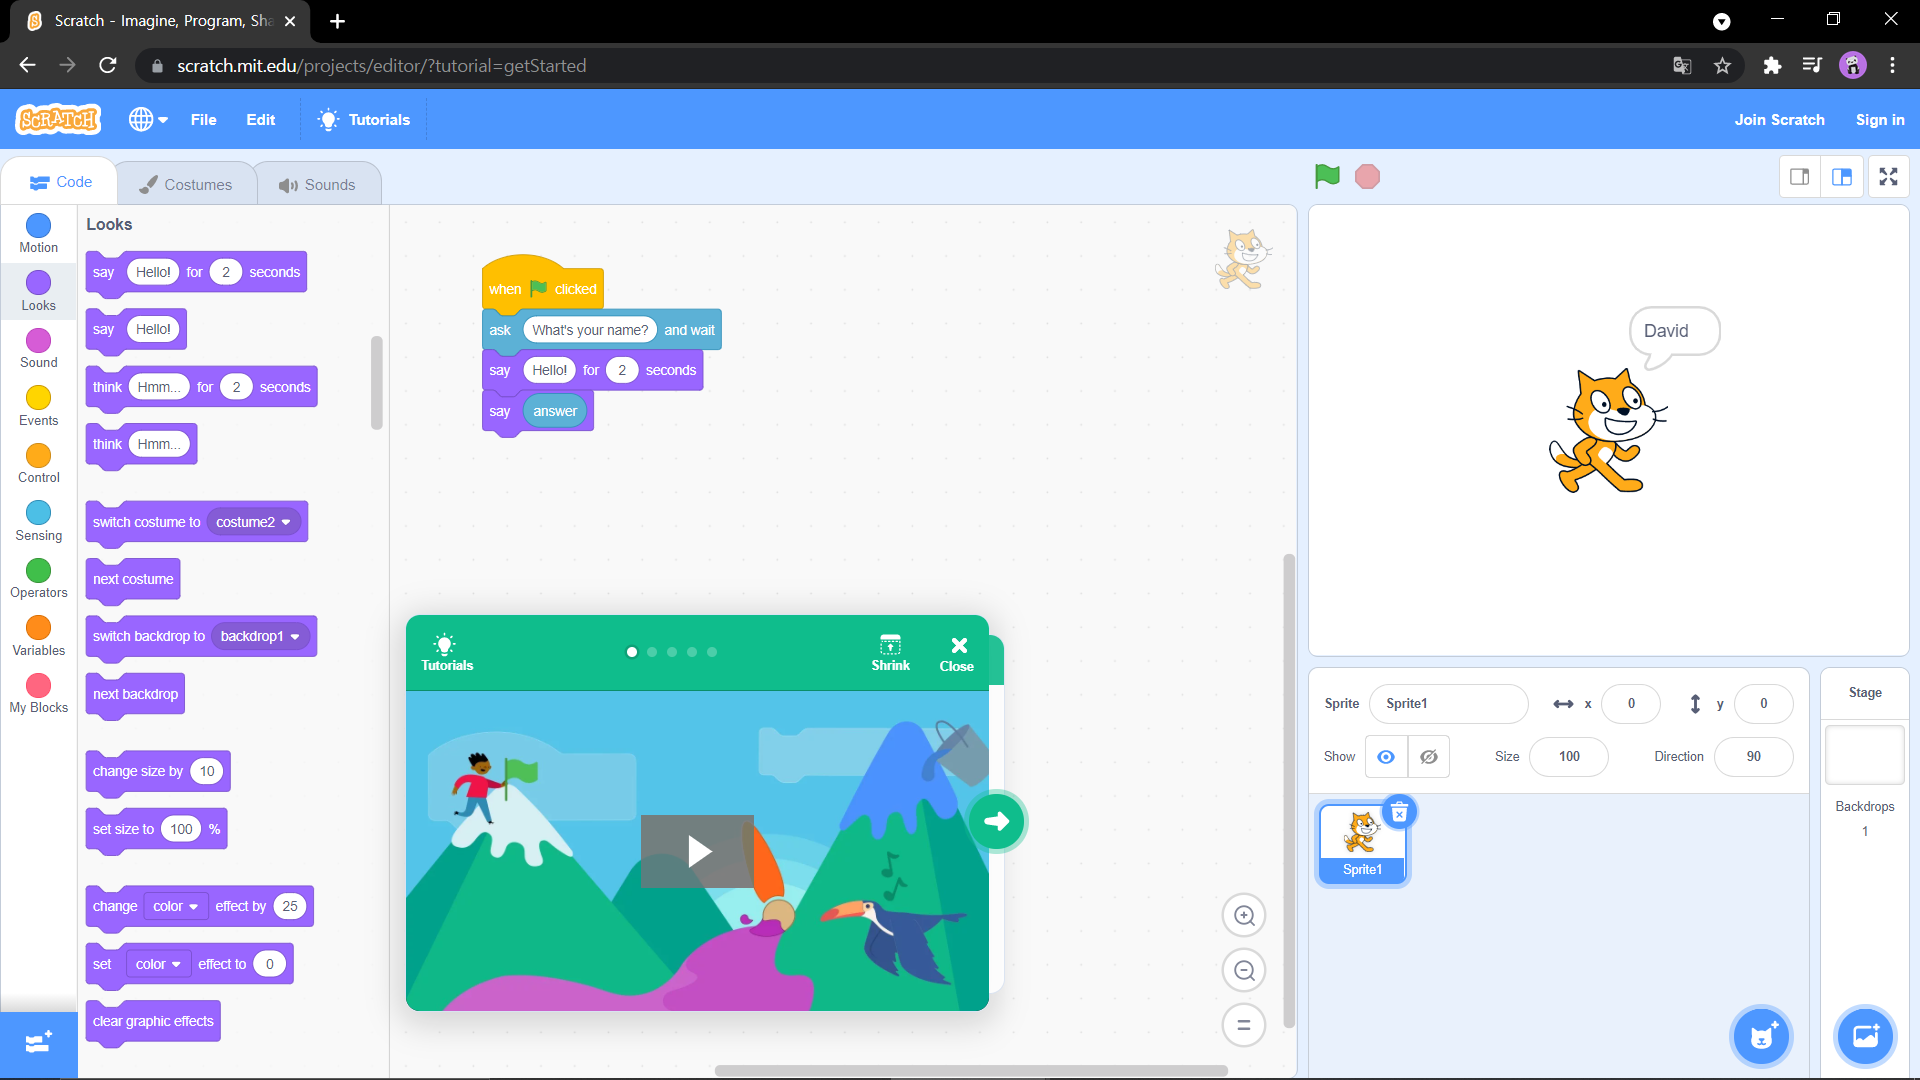 Scratch - Imagine, Program, Sha
scratch.mit.edu/projects/editor/?tutorial=getStarted
SCRATCH
File
Edit
Tutorials
Join Scratch
Sign in
Code
Costumes
Sounds
Motion
Looks
Sound
Events
Control
Sensing
Operators
Variables
My Blocks
Looks
say Hello! for 2 seconds
say Hello!
think Hmm... for 2 seconds
think Hmm...
switch costume to costume2
next costume
switch backdrop to backdrop1
next backdrop
change size by 10
set size to 100 %
change color effect by 25
set color effect to 0
clear graphic effects
when clicked
ask What's your name? and wait
say Hello! for 2 seconds
say answer
Tutorials
Shrink
Close
David
Sprite Sprite1 x 0 y 0
Show Size 100 Direction 90
Sprite1
Stage
Backdrops
1